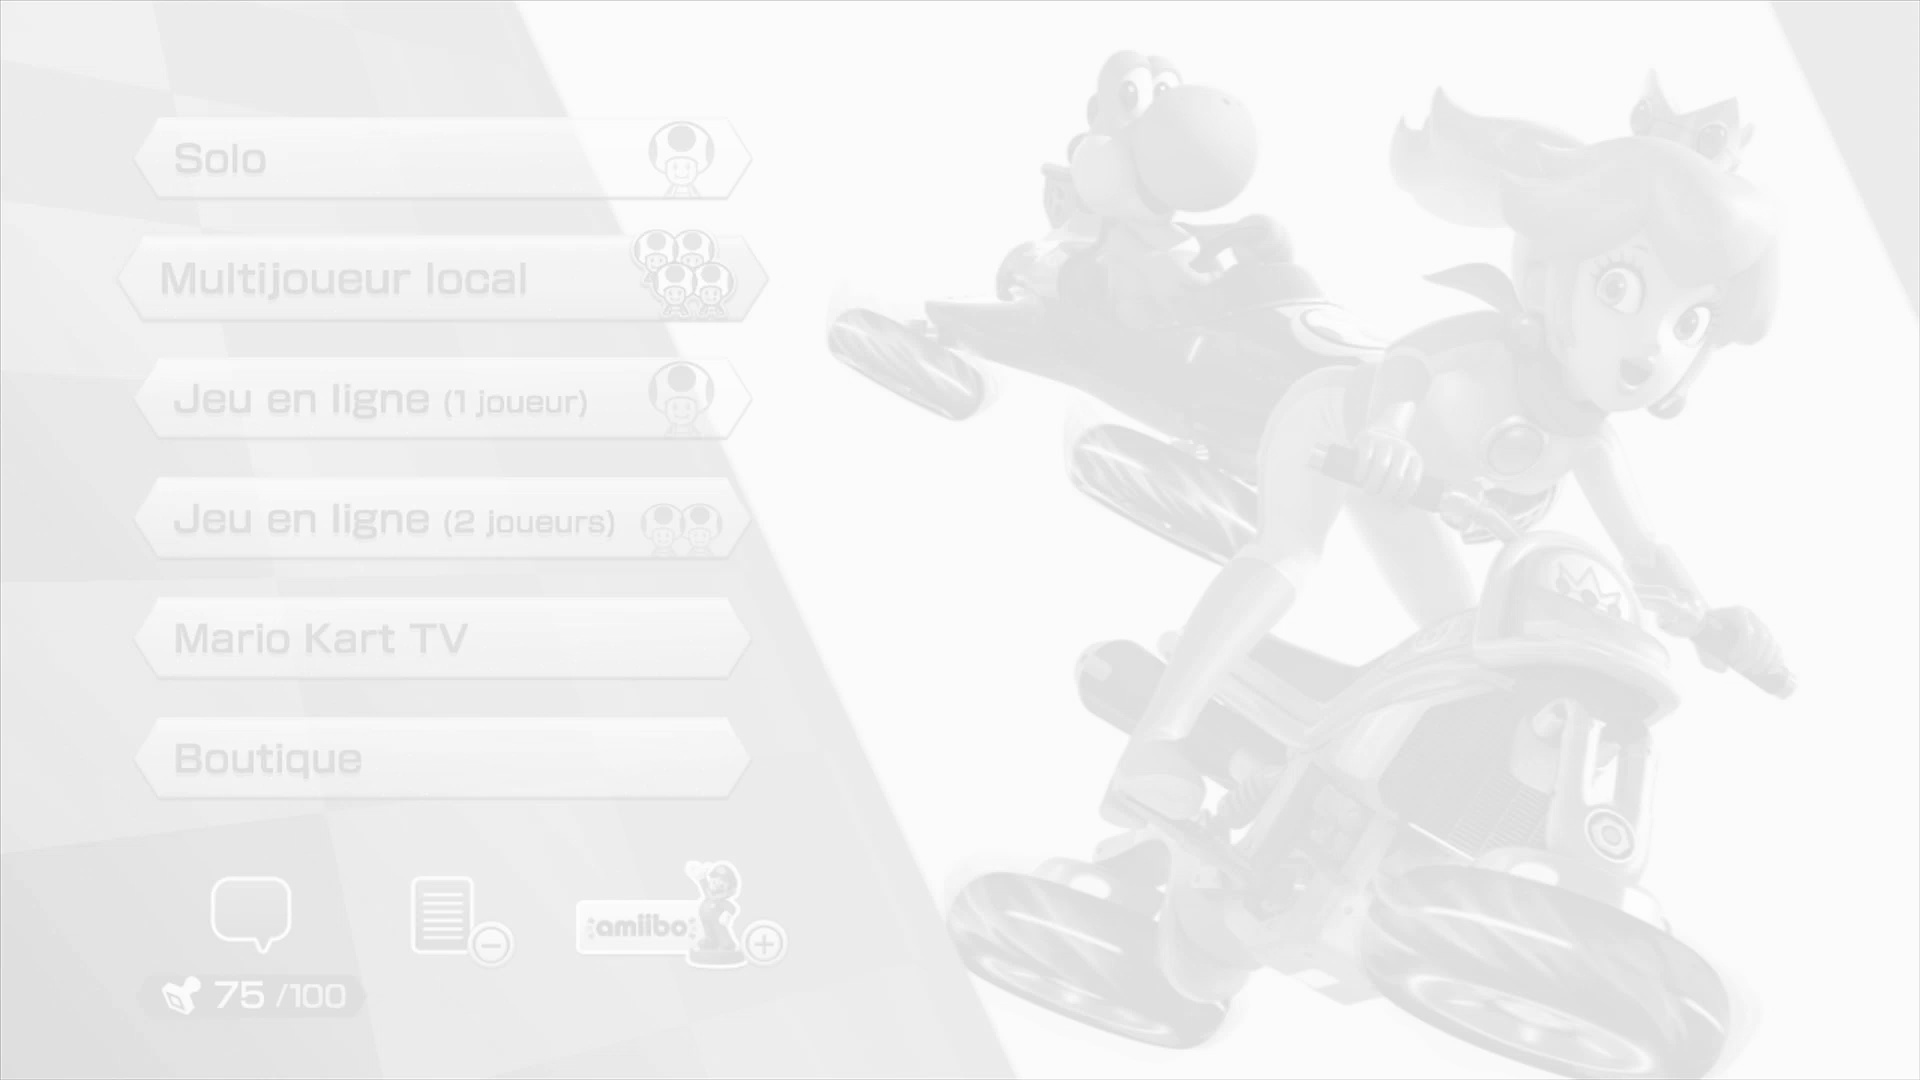 Solo
Multijoueur local
Jeu en ligne (1 joueur)
Jeu en ligne (2 joueurs)
Mario Kart TV
Boutique
amiibo
75 /100